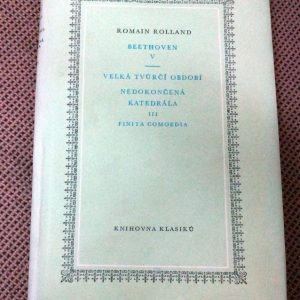 ROMAIN ROLLAND
BEETHOVEN
V
VELKÁ TVŮRČÍ OBDOBÍ
NEDOKONČENÁ
KATEDRÁLA
III
FINITA COMOEDIA
KNIHOVNA KLASIKŮ